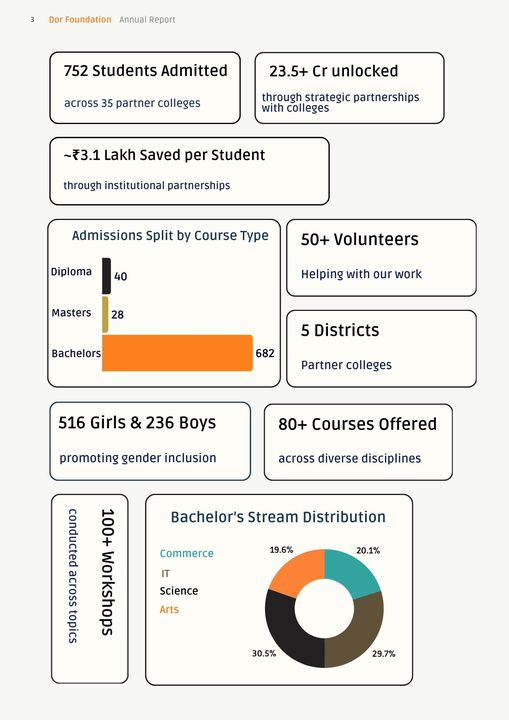 3 Dor Foundation Annual Report
752 Students Admitted
across 35 partner colleges
23.5+ Cr unlocked
through strategic partnerships
with colleges
~₹3.1 Lakh Saved per Student
through institutional partnerships
Admissions Split by Course Type
Diploma 40
Masters 28
Bachelors 682
50+ Volunteers
Helping with our work
5 Districts
Partner colleges
516 Girls & 236 Boys
promoting gender inclusion
80+ Courses Offered
across diverse disciplines
100+ Workshops
conducted across topics
Bachelor's Stream Distribution
Commerce
IT
Science
Arts
19.6% 20.1%
30.5% 29.7%